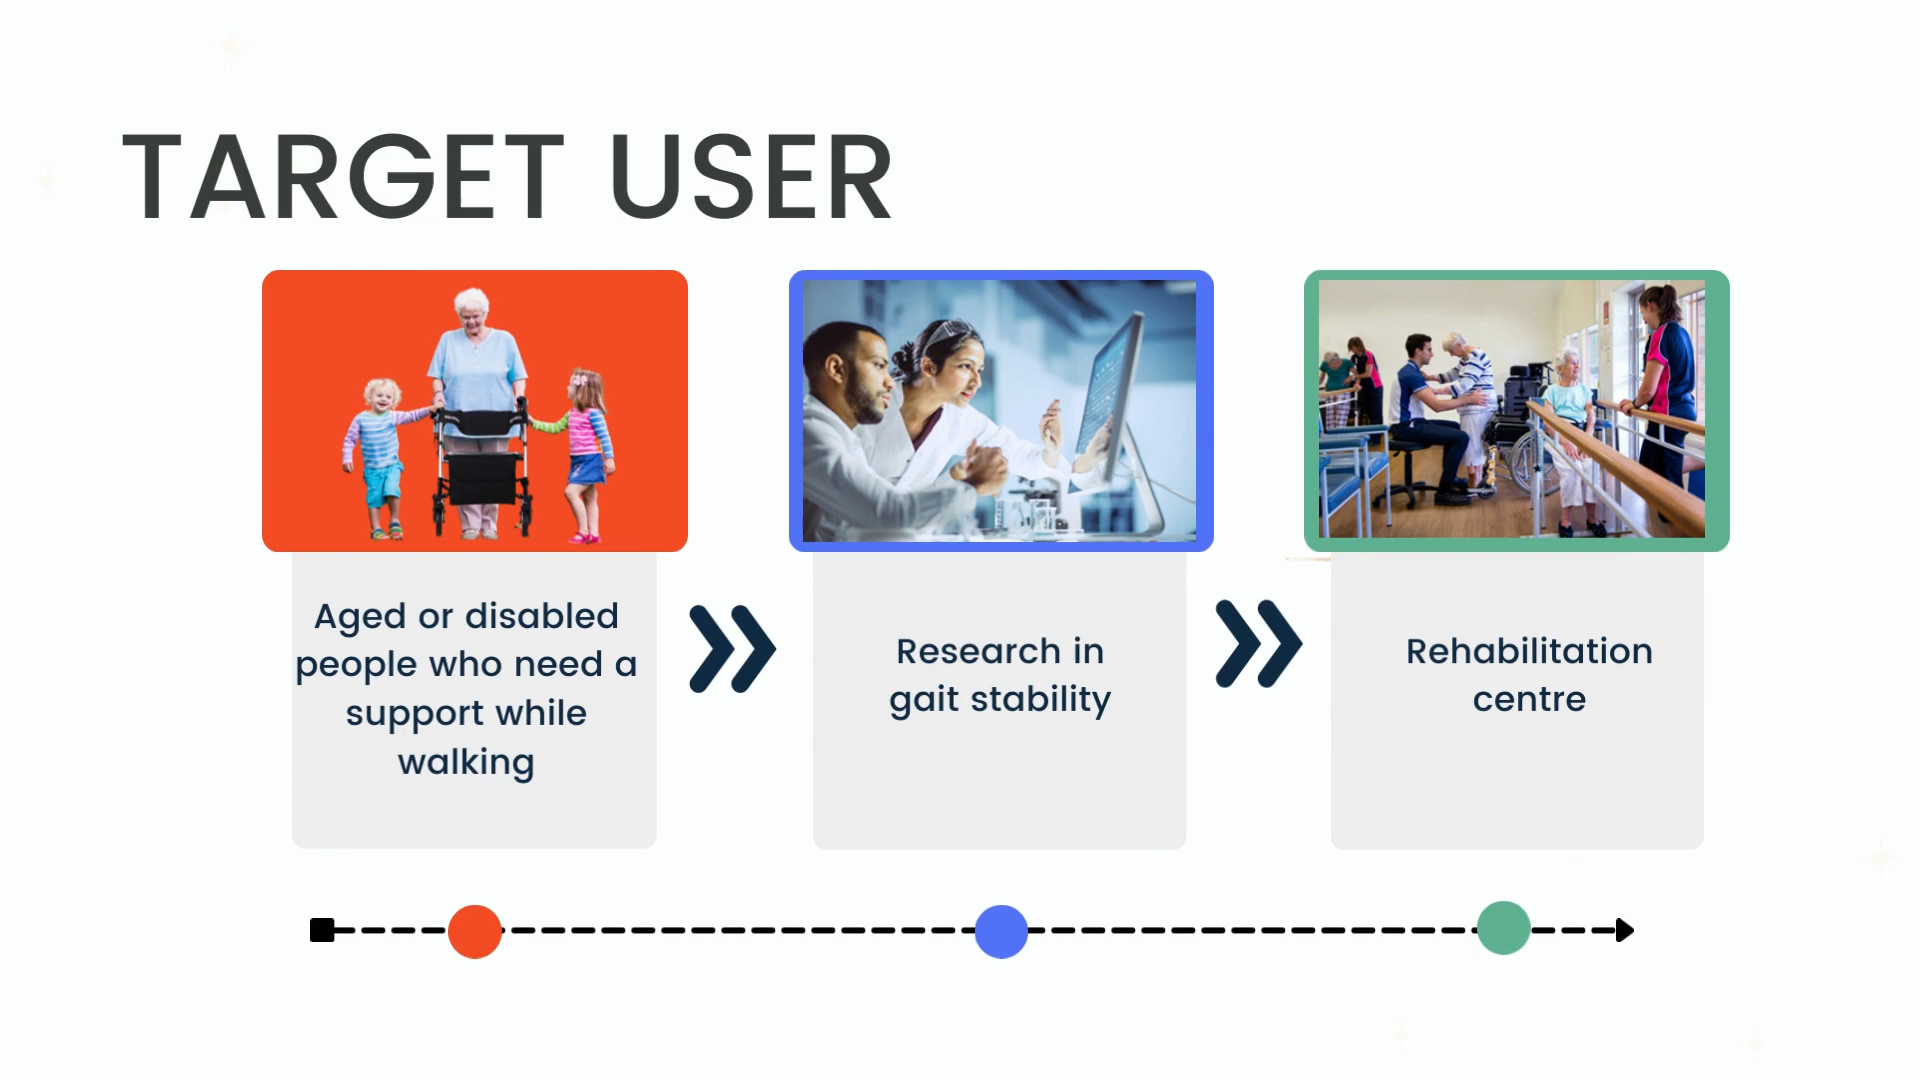 TARGET USER
Aged or disabled
people who need a
support while
walking
Research in
gait stability
Rehabilitation
centre